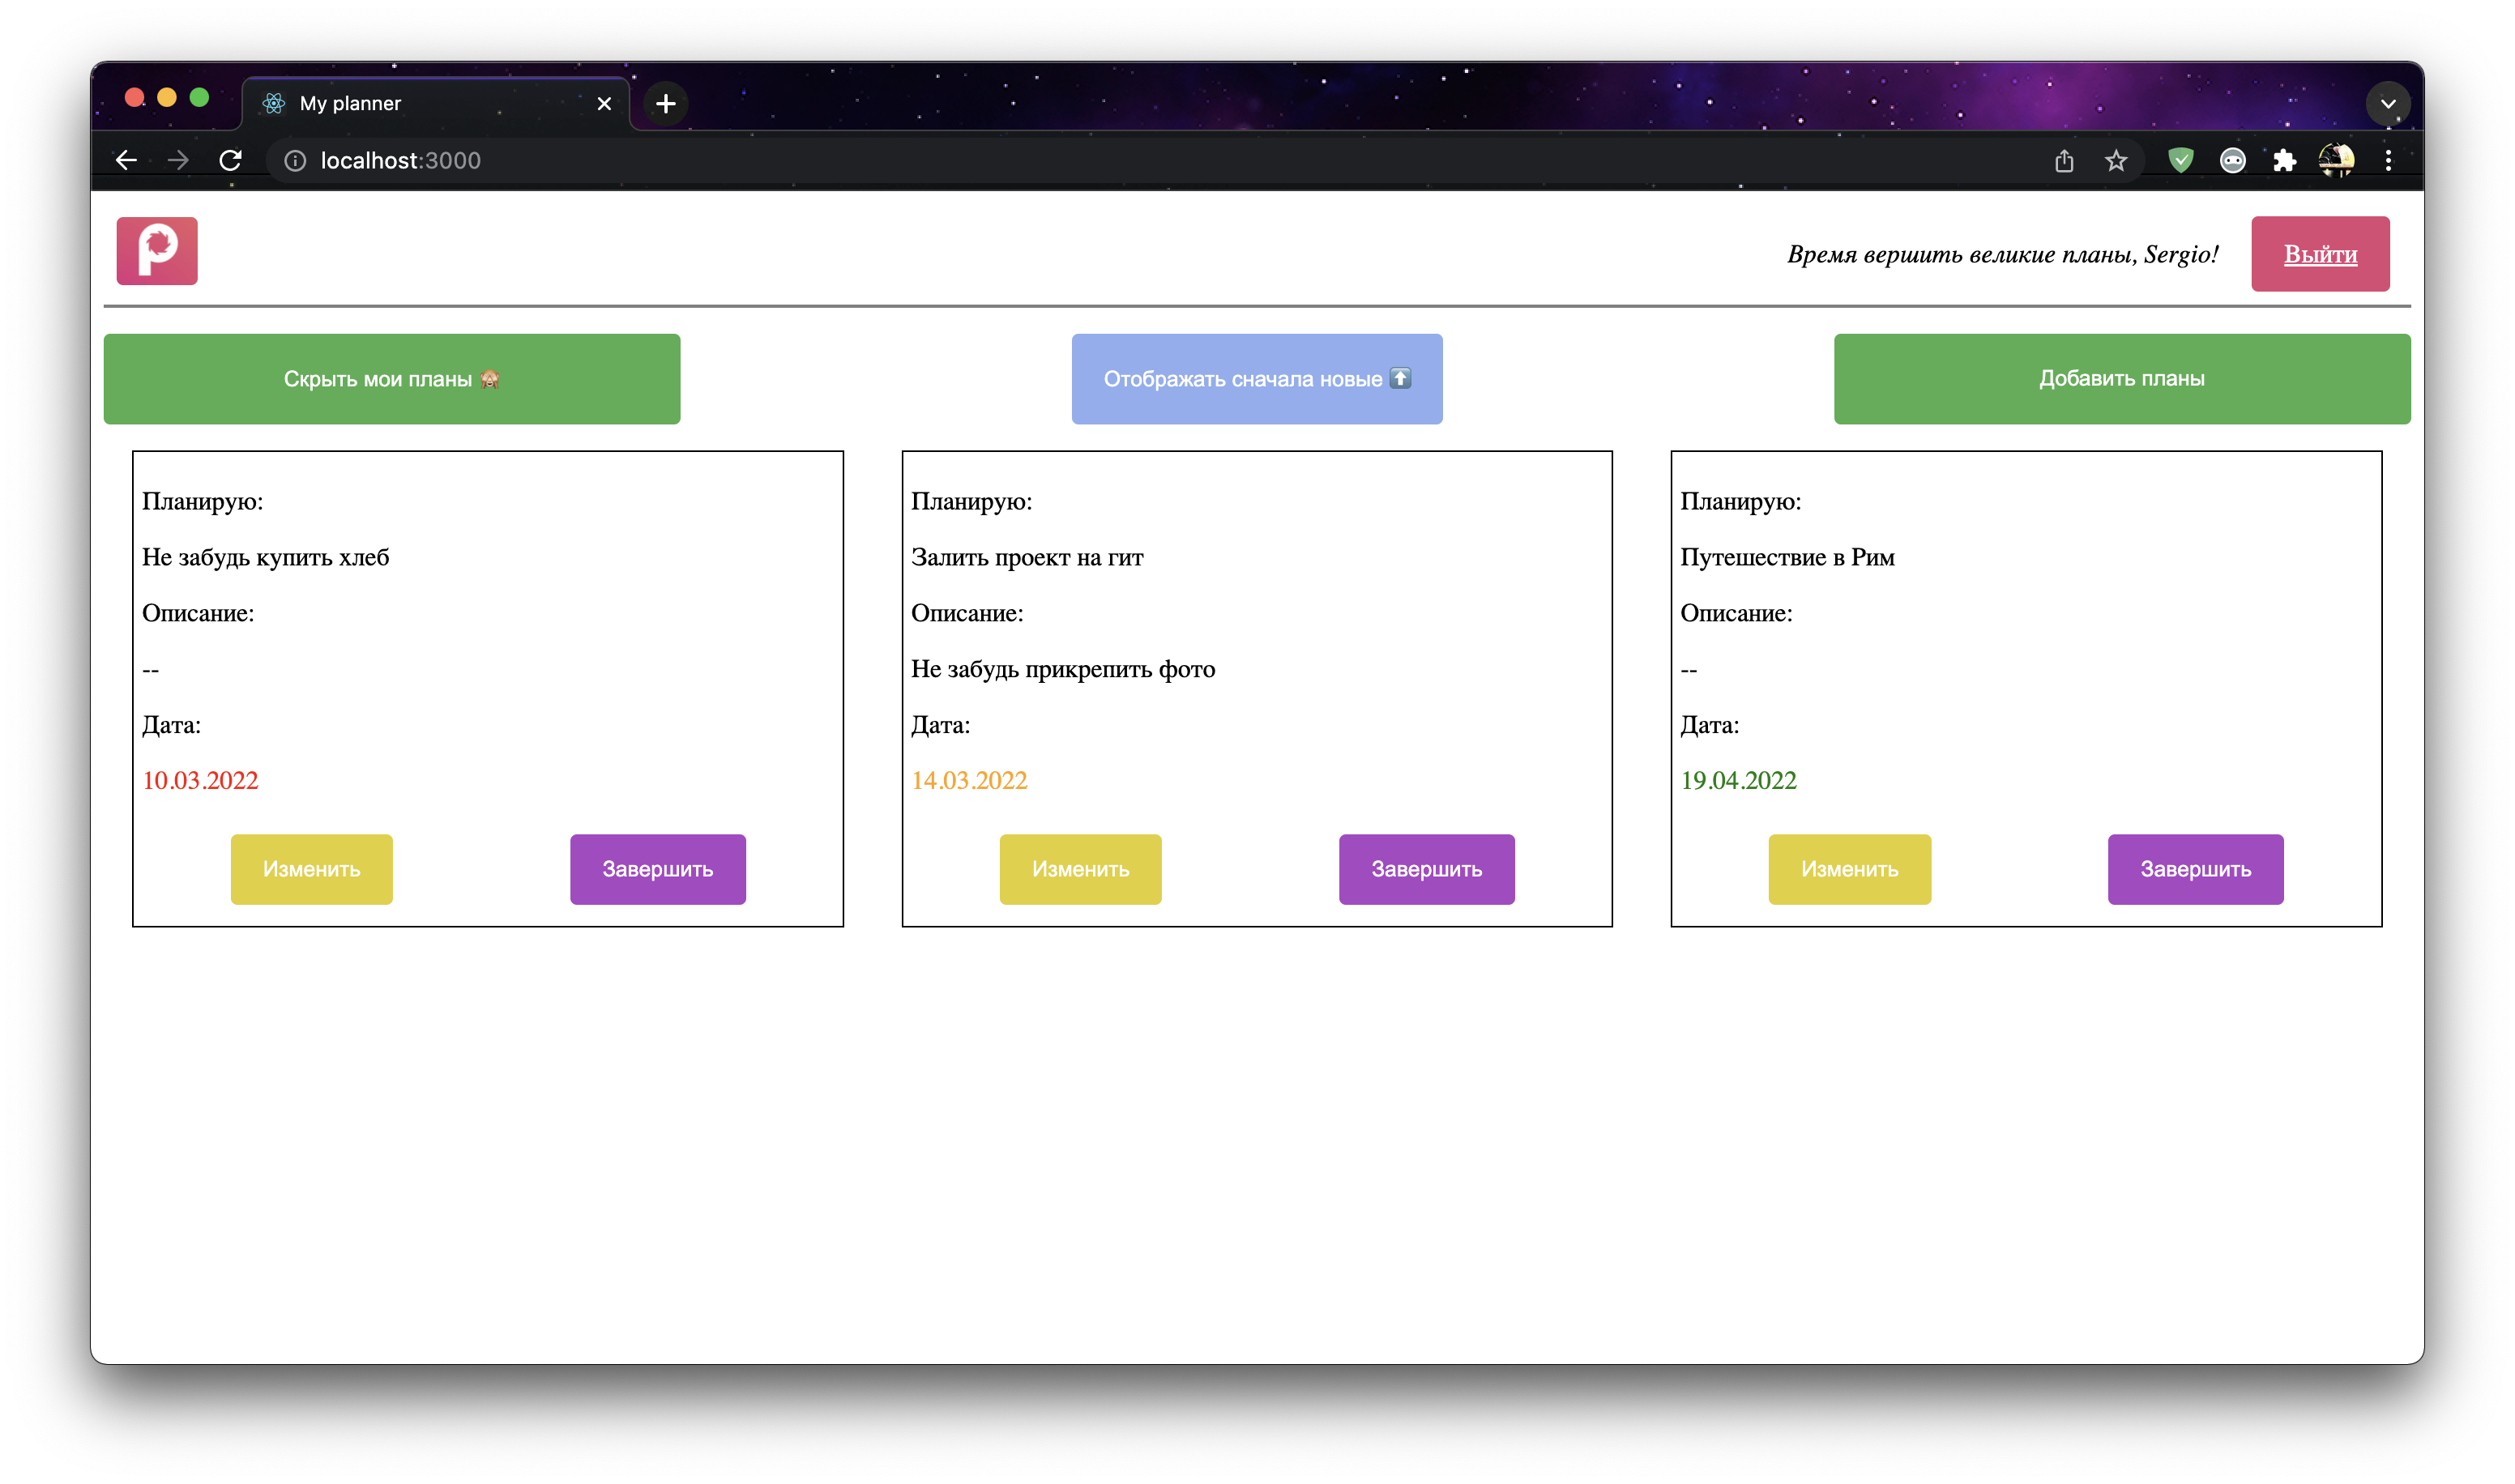 My planner
localhost:3000
Время вершить великие планы, Sergio!
Выйти
Скрыть мои планы 🙈
Отображать сначала новые ⬆️
Добавить планы
Планирую:
Не забудь купить хлеб
Описание:
--
Дата:
10.03.2022
Изменить
Завершить
Планирую:
Залить проект на гит
Описание:
Не забудь прикрепить фото
Дата:
14.03.2022
Изменить
Завершить
Планирую:
Путешествие в Рим
Описание:
--
Дата:
19.04.2022
Изменить
Завершить